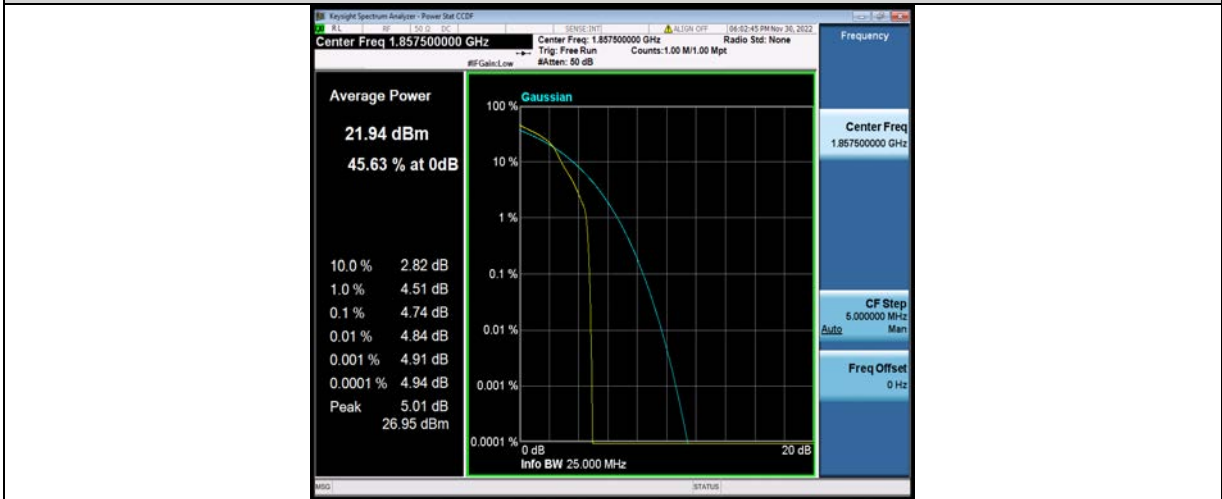 Keysight Spectrum Analyzer - Power Stat CCDF
RL RF 50 Ω DC SENSE:INT ALIGN OFF 06:02:45 PM Nov 30, 2022
Center Freq 1.857500000 GHz
Center Freq: 1.857500000 GHz Radio Std: None
Trig: Free Run Counts:1.00 M/1.00 Mpt
#IFGain:Low #Atten: 50 dB
Frequency
Average Power
21.94 dBm
45.63 % at 0dB
10.0 % 2.82 dB
1.0 % 4.51 dB
0.1 % 4.74 dB
0.01 % 4.84 dB
0.001 % 4.91 dB
0.0001 % 4.94 dB
Peak 5.01 dB
26.95 dBm
Gaussian
100 %
10 %
1 %
0.1 %
0.01 %
0.001 %
0.0001 %
0 dB 20 dB
Info BW 25.000 MHz
Center Freq
1.857500000 GHz
CF Step
5.000000 MHz
Auto Man
Freq Offset
0 Hz
MSG STATUS